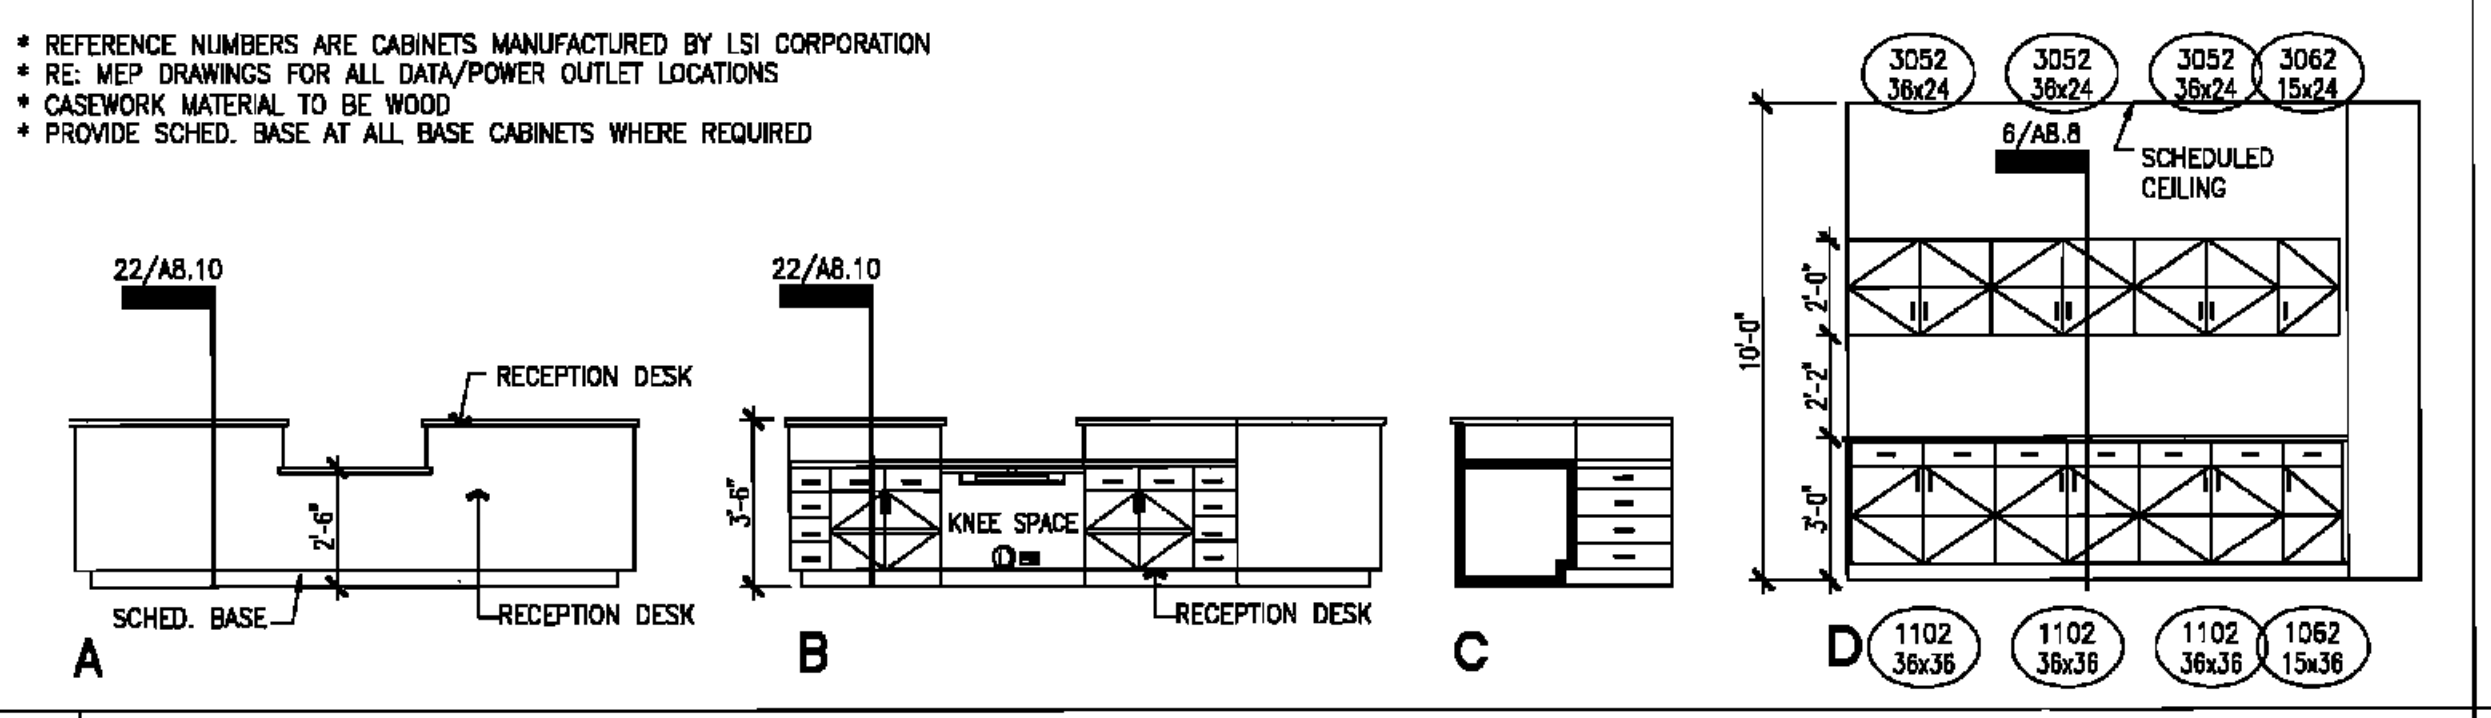 * REFERENCE NUMBERS ARE CABINETS MANUFACTURED BY LSI CORPORATION
* RE: MEP DRAWINGS FOR ALL DATA/POWER OUTLET LOCATIONS
* CASEWORK MATERIAL TO BE WOOD
* PROVIDE SCHED. BASE AT ALL BASE CABINETS WHERE REQUIRED
22/A8.10
RECEPTION DESK
2'-6"
SCHED. BASE
RECEPTION DESK
A
22/A8.10
3'-6"
KNEE SPACE
RECEPTION DESK
B
C
3052
36x24
3052
36x24
3052
36x24
3062
15x24
6/A8.8
SCHEDULED
CEILING
10'-0"
2'-0"
2'-2"
3'-0"
D
1102
36x36
1102
36x36
1102
36x36
1062
15x36